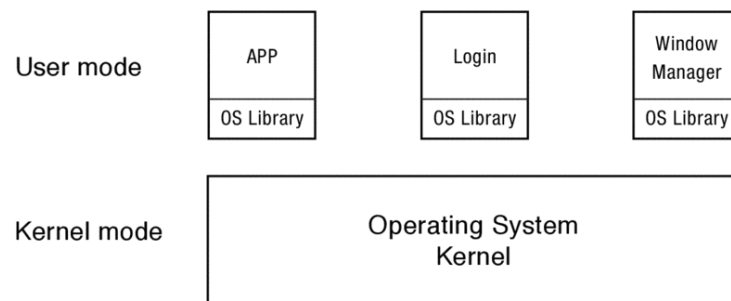 User mode
APP
OS Library
Login
OS Library
Window
Manager
OS Library
Kernel mode
Operating System
Kernel